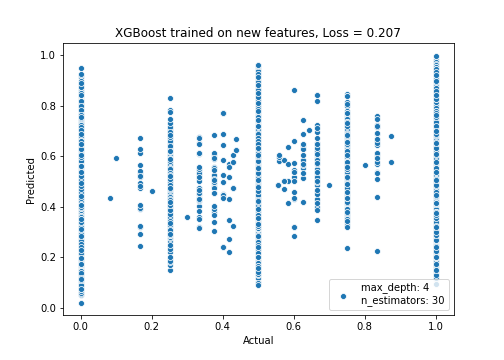 XGBoost trained on new features, Loss = 0.207
1.0
0.8
0.6
0.4
0.2
0.0
Predicted
max_depth: 4
n_estimators: 30
0.0 0.2 0.4 0.6 0.8 1.0
Actual